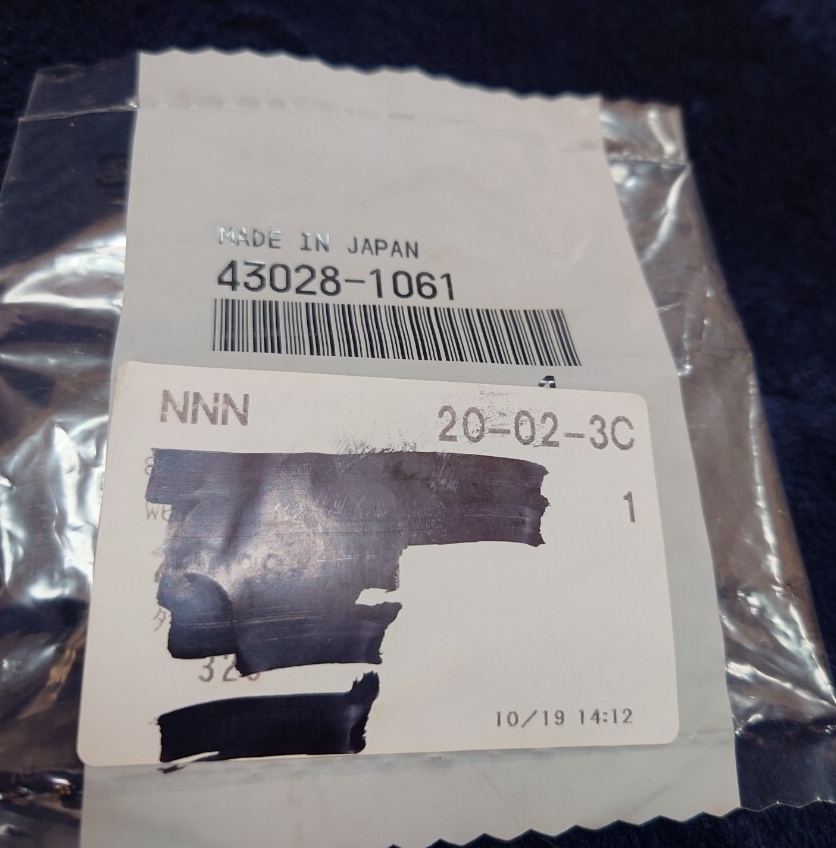 MADE IN JAPAN
43028-1061
NNN 20-02-3C
1
10/19 14:12